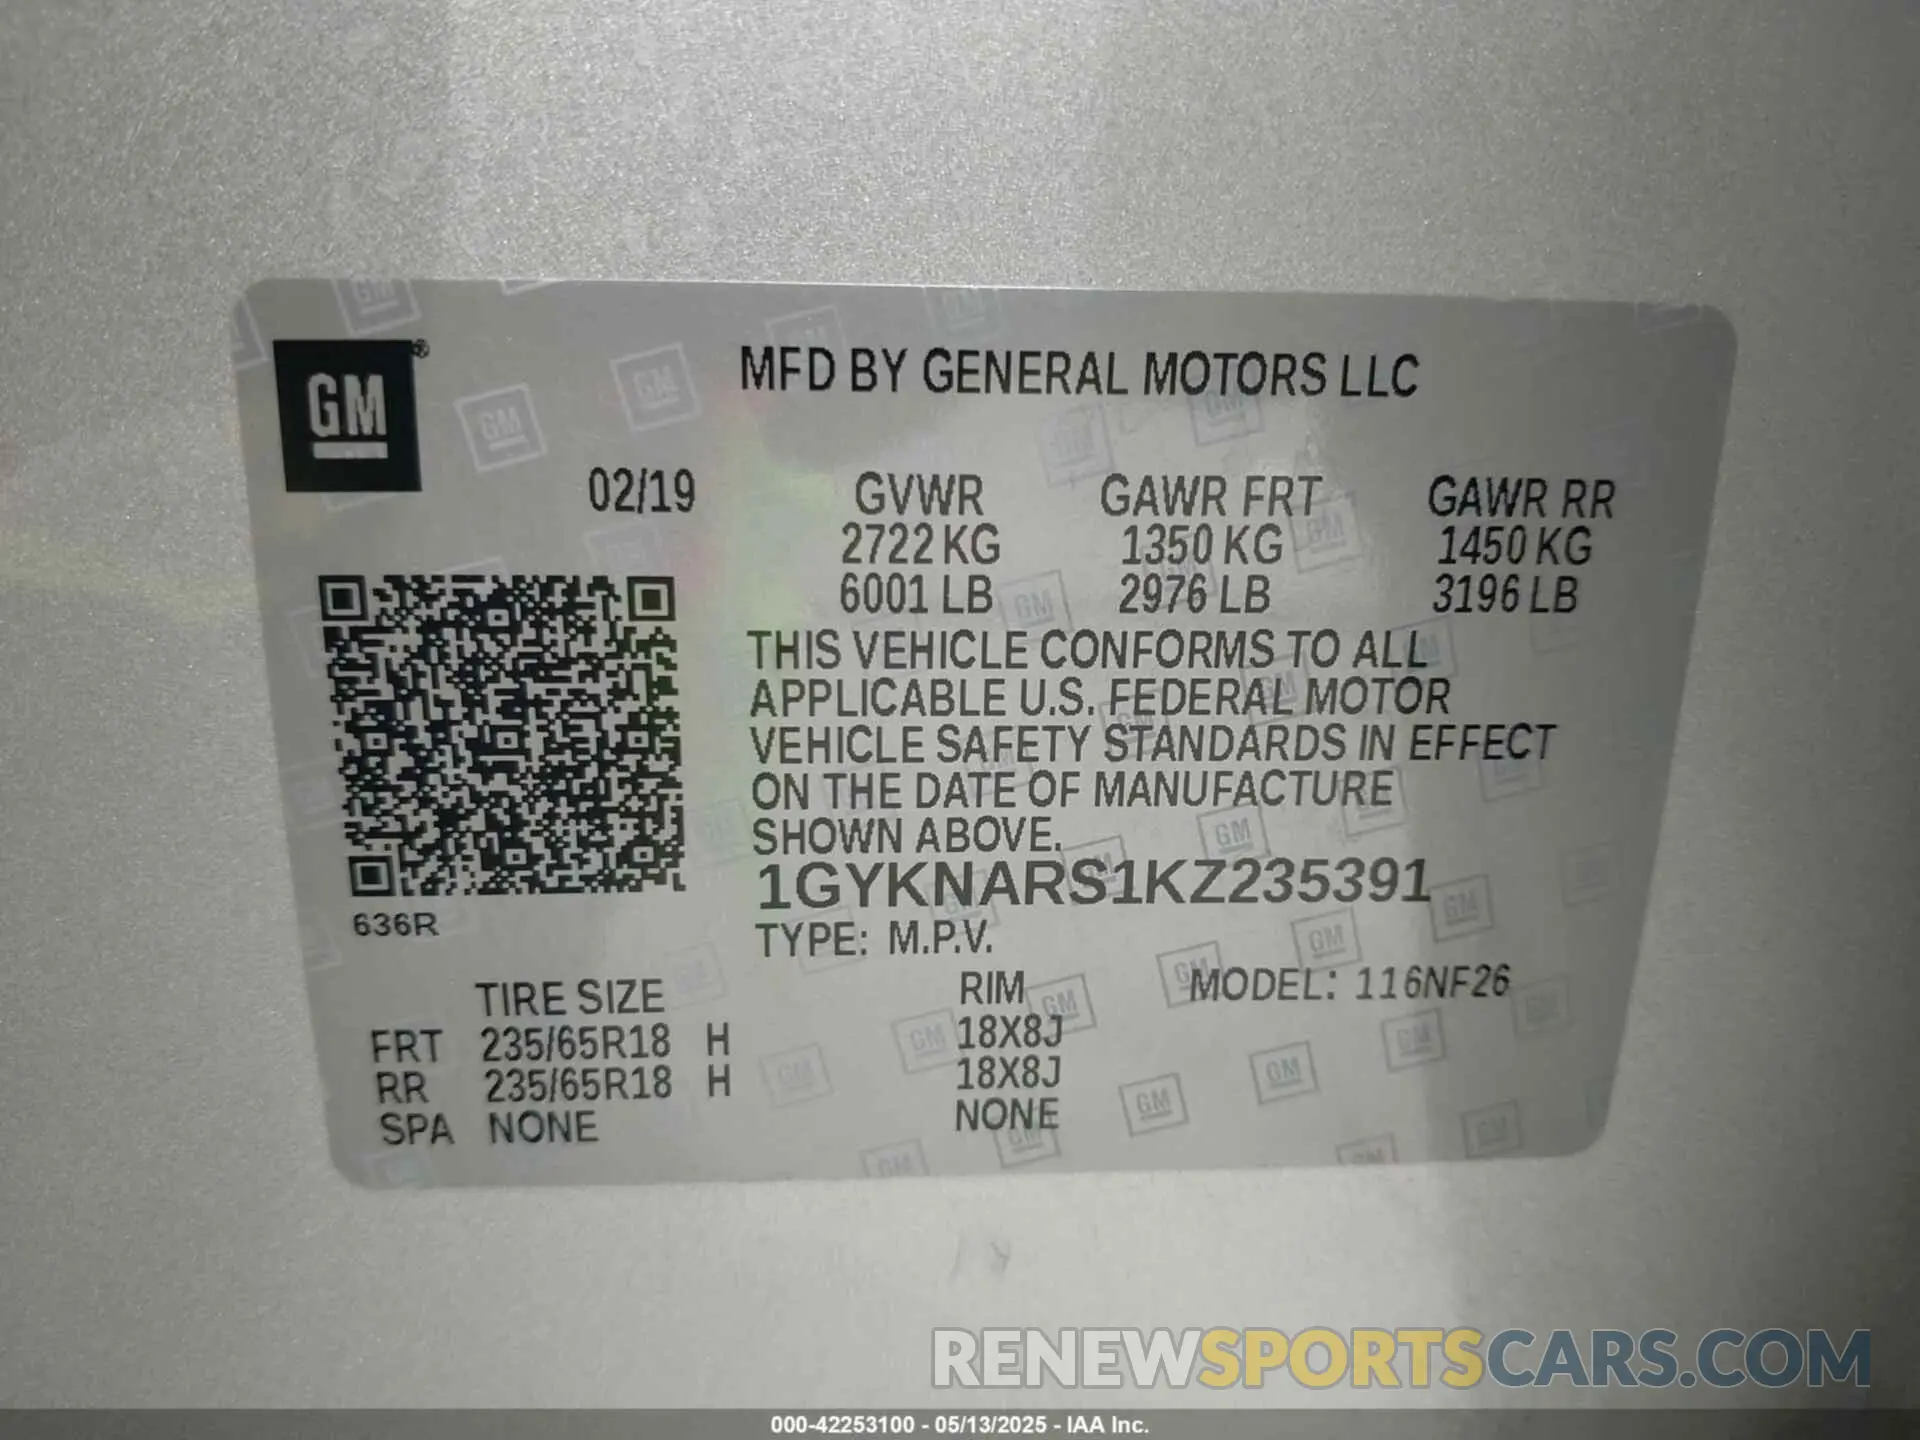 GM®
MFD BY GENERAL MOTORS LLC
02/19 GVWR GAWR FRT GAWR RR
2722 KG 1350 KG 1450 KG
6001 LB 2976 LB 3196 LB
THIS VEHICLE CONFORMS TO ALL
APPLICABLE U.S. FEDERAL MOTOR
VEHICLE SAFETY STANDARDS IN EFFECT
ON THE DATE OF MANUFACTURE
SHOWN ABOVE.
1GYKNARS1KZ235391
636R
TYPE: M.P.V.
TIRE SIZE RIM MODEL: 116NF26
FRT 235/65R18 H 18X8J
RR 235/65R18 H 18X8J
SPA NONE NONE
RENEWSPORTSCARS.COM
000-42253100 - 05/13/2025 - IAA Inc.